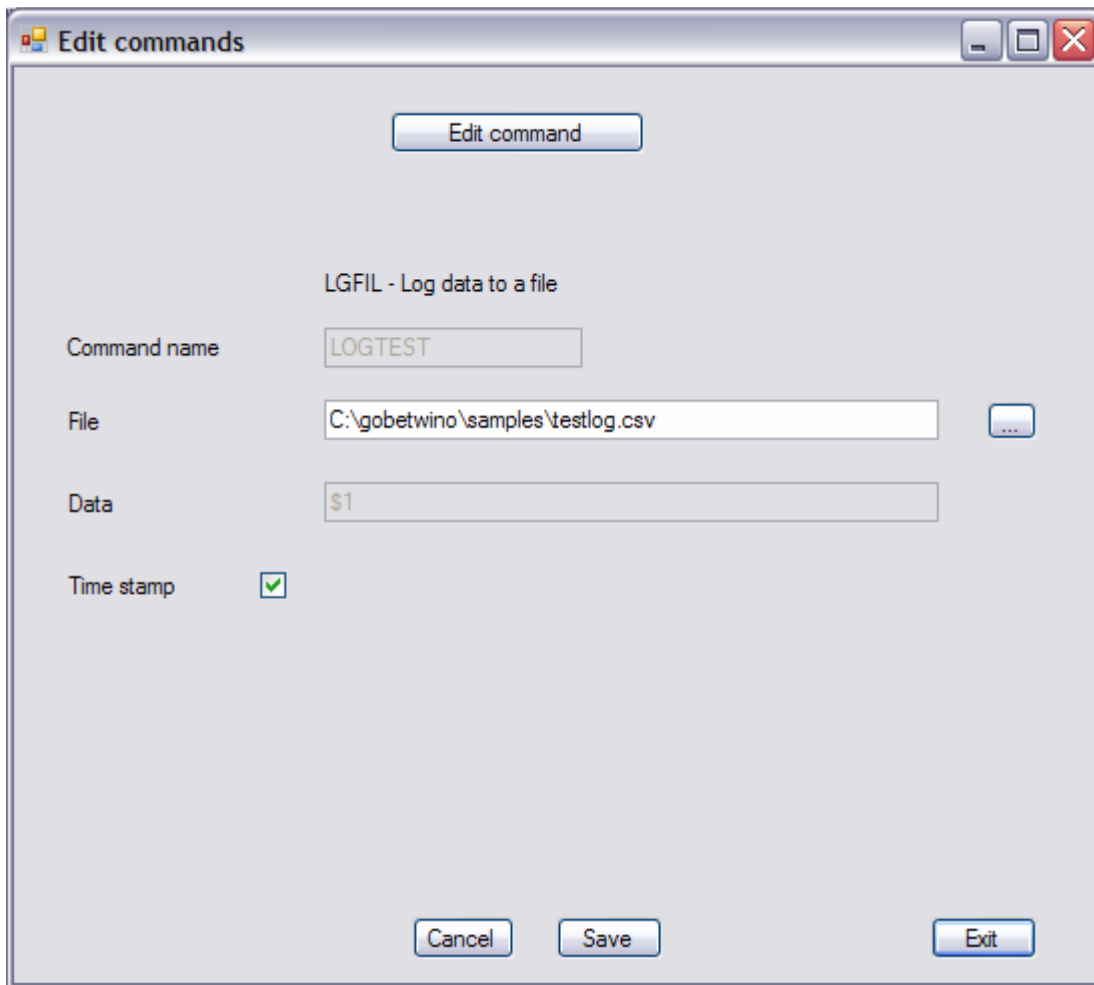 Edit commands
Edit command
LGFIL - Log data to a file
Command name LOGTEST
File C:\gobetwino\samples\testlog.csv ...
Data $1
Time stamp
Cancel Save Exit